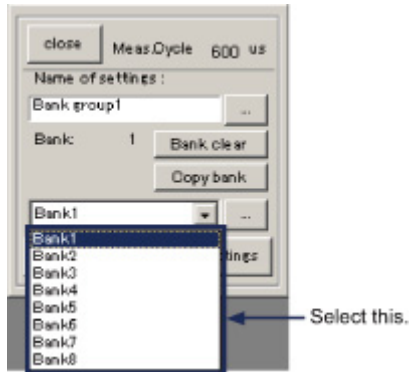 close Meas.Cycle 600 us
Name of settings :
Bank group1 ...
Bank: 1 Bank clear
Copy bank
Bank1 ...
Bank1
Bank2 tings
Bank3
Bank4
Bank5
Bank6
Bank7
Bank8
Select this.